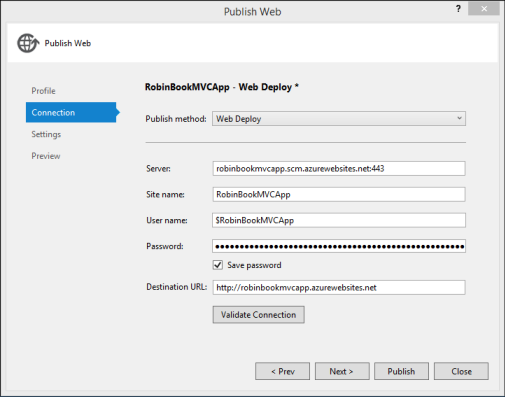 Publish Web
?
Publish Web
RobinBookMVCApp - Web Deploy *
Profile
Connection
Settings
Preview
Publish method: Web Deploy
Server: robinbookmvcapp.scm.azurewebsites.net:443
Site name: RobinBookMVCApp
User name: $RobinBookMVCApp
Password:
Save password
Destination URL: http://robinbookmvcapp.azurewebsites.net
Validate Connection
< Prev Next > Publish Close